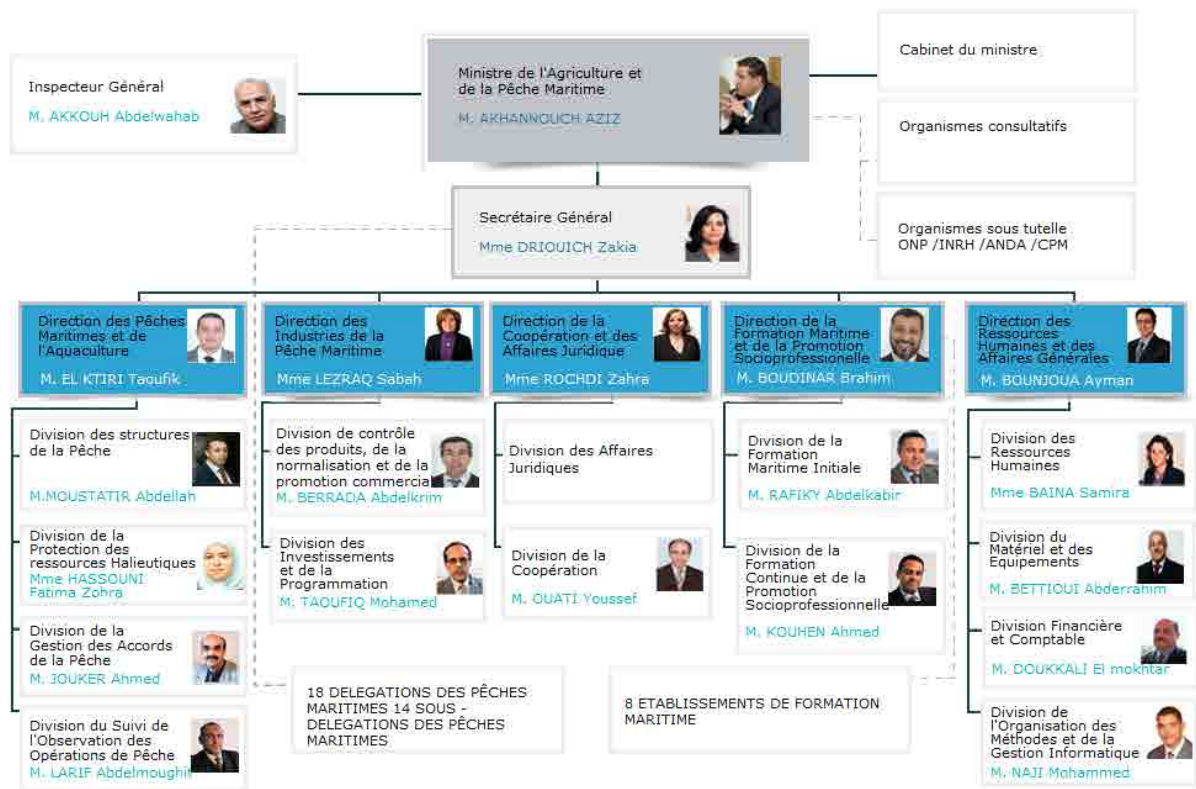 Inspecteur Général
M. AKKOUH Abdelwahab
Ministre de l'Agriculture et
de la Pêche Maritime
M. AKHANNOUCH AZIZ
Cabinet du ministre
Organismes consultatifs
Organismes sous tutelle
ONP /INRH /ANDA /CPM
Secrétaire Général
Mme DRIOUICH Zakia
Direction des Pêches
Maritimes et de
l'Aquaculture
M. EL KTIRI Taoufik
Direction des
Industries de la
Pêche Maritime
Mme LEZRAQ Sabah
Direction de la
Coopération et des
Affaires Juridique
Mme ROCHDI Zahra
Direction de la
Formation Maritime
et de la Promotion
Socioprofessionelle
M. BOUDINAR Brahim
Direction des
Ressources
Humaines et des
Affaires Générales
M. BOUNJOUA Ayman
Division des structures
de la Pêche
M.MOUSTATIR Abdellah
Division de la
Protection des
ressources Halieutiques
Mme HASSOUNI
Fatima Zohra
Division de la
Gestion des Accords
de la Pêche
M. JOUKER Ahmed
Division du Suivi de
l'Observation des
Opérations de Pêche
M. LARIF Abdelmoughit
Division de contrôle
des produits, de la
normalisation et de la
promotion commercia
M. BERRADA Abdelkrim
Division des
Investissements
et de la
Programmation
M. TAOUFIQ Mohamed
Division des Affaires
Juridiques
Division de la
Coopération
M. OUATI Youssef
Division de la
Formation
Maritime Initiale
M. RAFIKY Abdelkabir
Division de la
Formation
Continue et de la
Promotion
Socioprofessionnelle
M. KOUHEN Ahmed
Division des
Ressources
Humaines
Mme BAINA Samira
Division du
Matériel et des
Equipements
M. BETTIOUI Abderrahim
Division Financière
et Comptable
M. DOUKKALI El mokhtar
Division de
l'Organisation des
Méthodes et de la
Gestion Informatique
M. NAJI Mohammed
18 DELEGATIONS DES PÊCHES
MARITIMES 14 SOUS -
DELEGATIONS DES PÊCHES
MARITIMES
8 ETABLISSEMENTS DE FORMATION
MARITIME